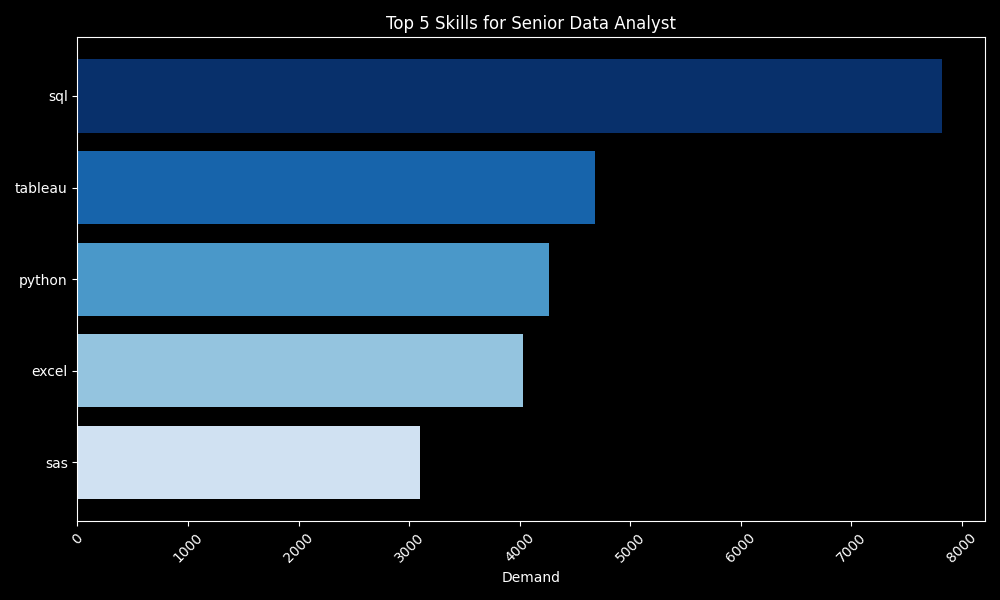 Top 5 Skills for Senior Data Analyst
sql
tableau
python
excel
sas
0
1000
2000
3000
4000
5000
6000
7000
8000
Demand